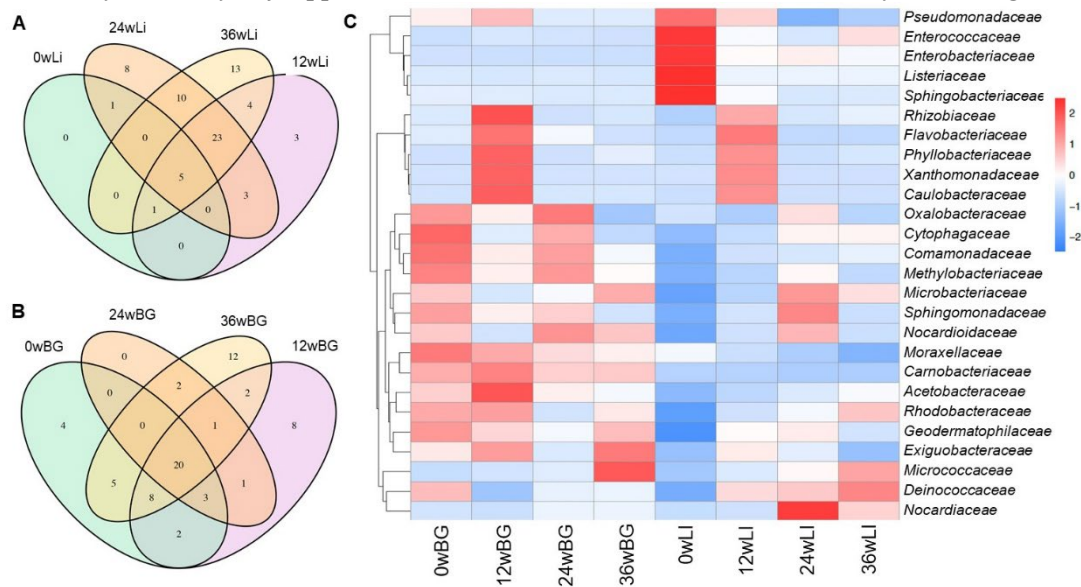 A
24wLi
36wLi
0wLi
12wLi
8
13
1
10
4
0
0
23
3
5
0
3
1
0
0
B
24wBG
36wBG
0wBG
12wBG
0
12
0
2
2
4
0
1
8
20
5
1
8
3
2
C
Pseudomonadaceae
Enterococcaceae
Enterobacteriaceae
Listeriaceae
Sphingobacteriaceae
Rhizobiaceae
Flavobacteriaceae
Phyllobacteriaceae
Xanthomonadaceae
Caulobacteraceae
Oxalobacteraceae
Cytophagaceae
Comamonadaceae
Methylobacteriaceae
Microbacteriaceae
Sphingomonadaceae
Nocardioidaceae
Moraxellaceae
Carnobacteriaceae
Acetobacteraceae
Rhodobacteraceae
Geodermatophilaceae
Exiguobacteraceae
Micrococcaceae
Deinococcaceae
Nocardiaceae
2
1
0
-1
-2
0wBG
12wBG
24wBG
36wBG
0wLI
12wLI
24wLI
36wLI